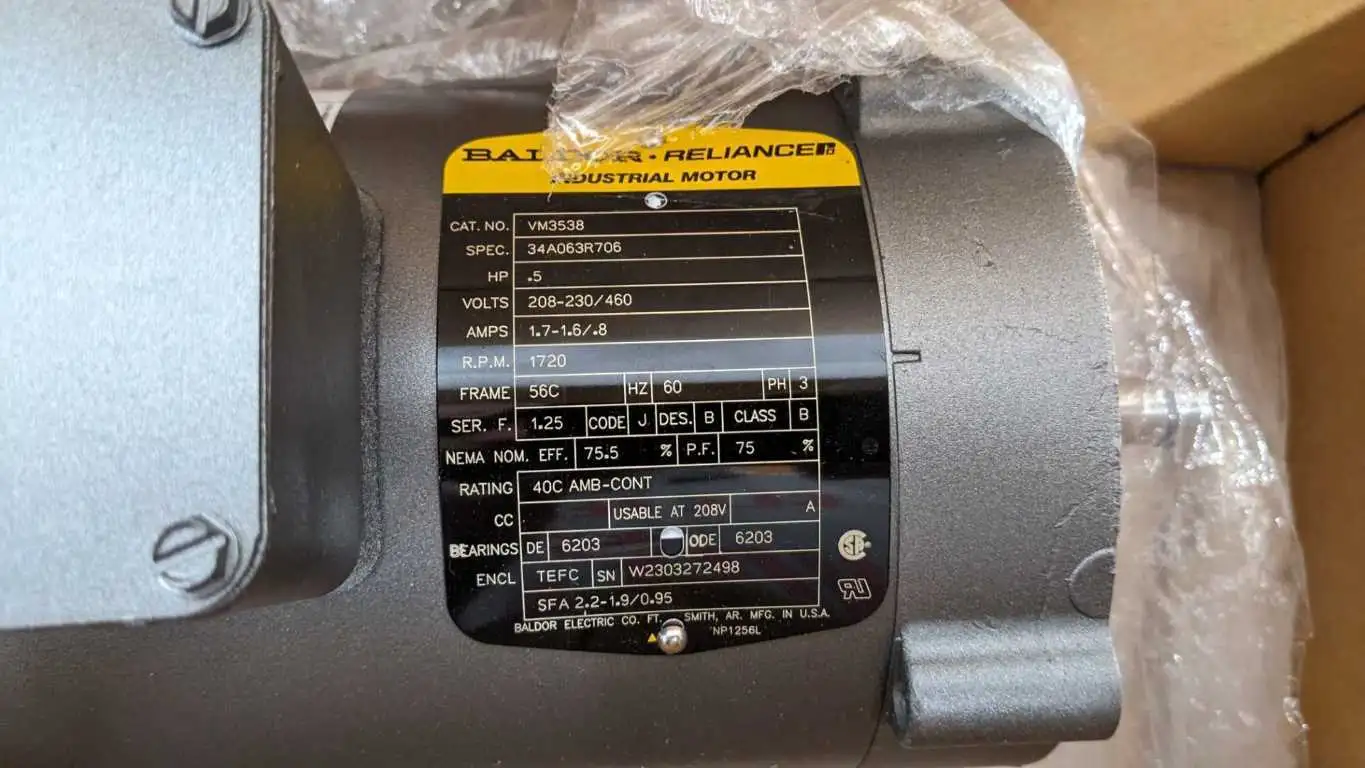 BALDOR • RELIANCER
INDUSTRIAL MOTOR
CAT. NO. VM3538
SPEC. 34A063R706
HP .5
VOLTS 208-230/460
AMPS 1.7-1.6/.8
R.P.M. 1720
FRAME 56C HZ 60 PH 3
SER. F. 1.25 CODE J DES. B CLASS B
NEMA NOM. EFF. 75.5 % P.F. 75 %
RATING 40C AMB-CONT
CC USABLE AT 208V A
BEARINGS DE 6203 ODE 6203
ENCL TEFC SN W2303272498
SFA 2.2-1.9/0.95
BALDOR ELECTRIC CO. FT. SMITH, AR. MFG. IN U.S.A.
NP1256L